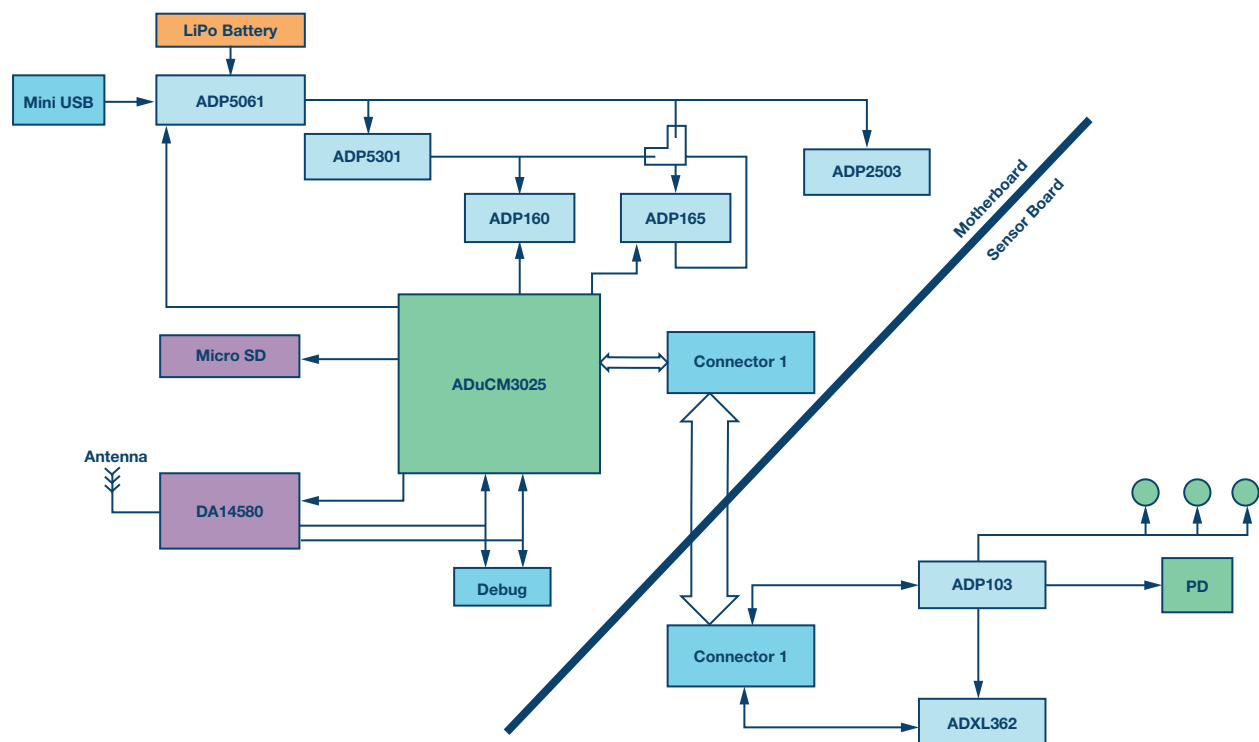 LiPo Battery
Mini USB
ADP5061
ADP5301
ADP2503
ADP160
ADP165
Motherboard
Sensor Board
Micro SD
ADuCM3025
Connector 1
Antenna
DA14580
Debug
ADP103
PD
Connector 1
ADXL362